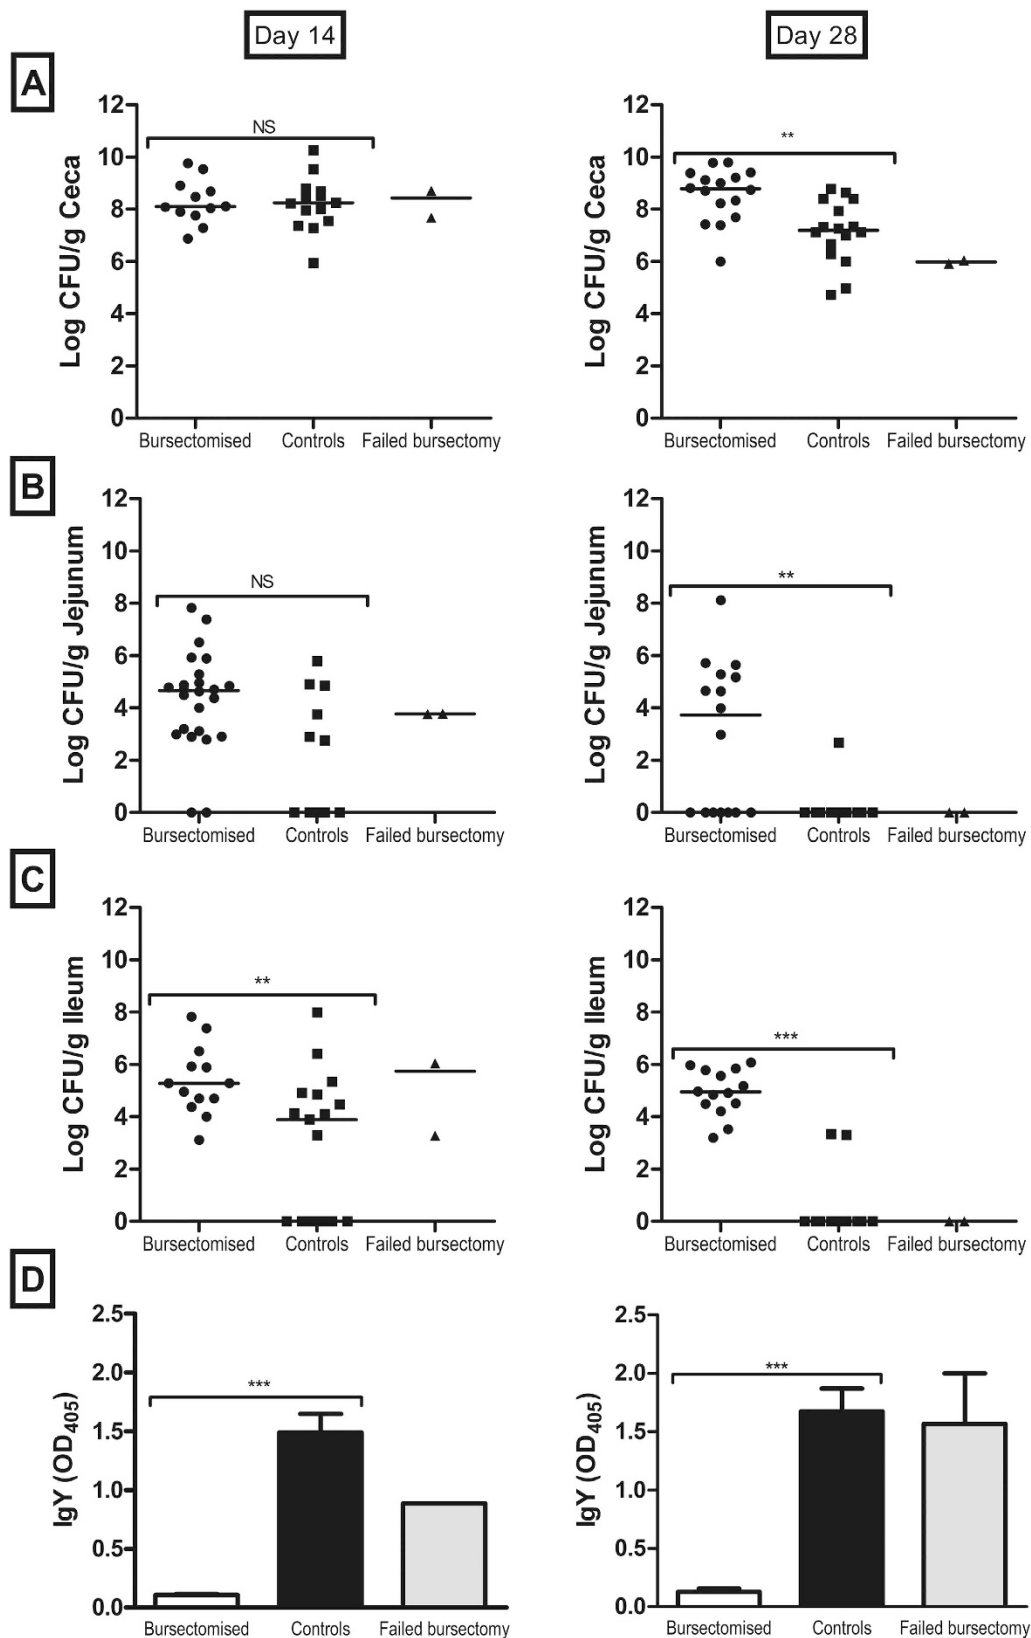 Day 14
Day 28
A
12
10
8
6
4
2
0
Log CFU/g Ceca
NS
Bursectomised Controls Failed bursectomy
12
10
8
6
4
2
0
Log CFU/g Ceca
**
Bursectomised Controls Failed bursectomy
B
12
10
8
6
4
2
0
Log CFU/g Jejunum
NS
Bursectomised Controls Failed bursectomy
12
10
8
6
4
2
0
Log CFU/g Jejunum
**
Bursectomised Controls Failed bursectomy
C
12
10
8
6
4
2
0
Log CFU/g Ileum
**
Bursectomised Controls Failed bursectomy
12
10
8
6
4
2
0
Log CFU/g Ileum
***
Bursectomised Controls Failed bursectomy
D
2.5
2.0
1.5
1.0
0.5
0.0
IgY (OD405)
***
Bursectomised Controls Failed bursectomy
2.5
2.0
1.5
1.0
0.5
0.0
IgY (OD405)
***
Bursectomised Controls Failed bursectomy